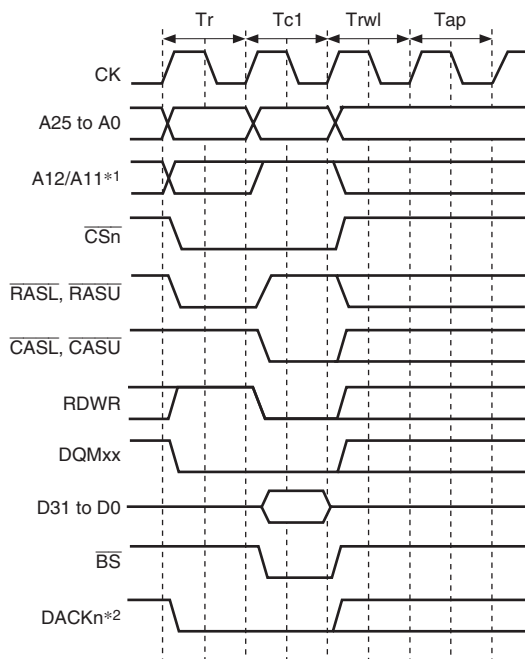 Tr Tc1 Trwl Tap
CK
A25 to A0
A12/A11*1
CSn
RASL, RASU
CASL, CASU
RDWR
DQMxx
D31 to D0
BS
DACKn*2